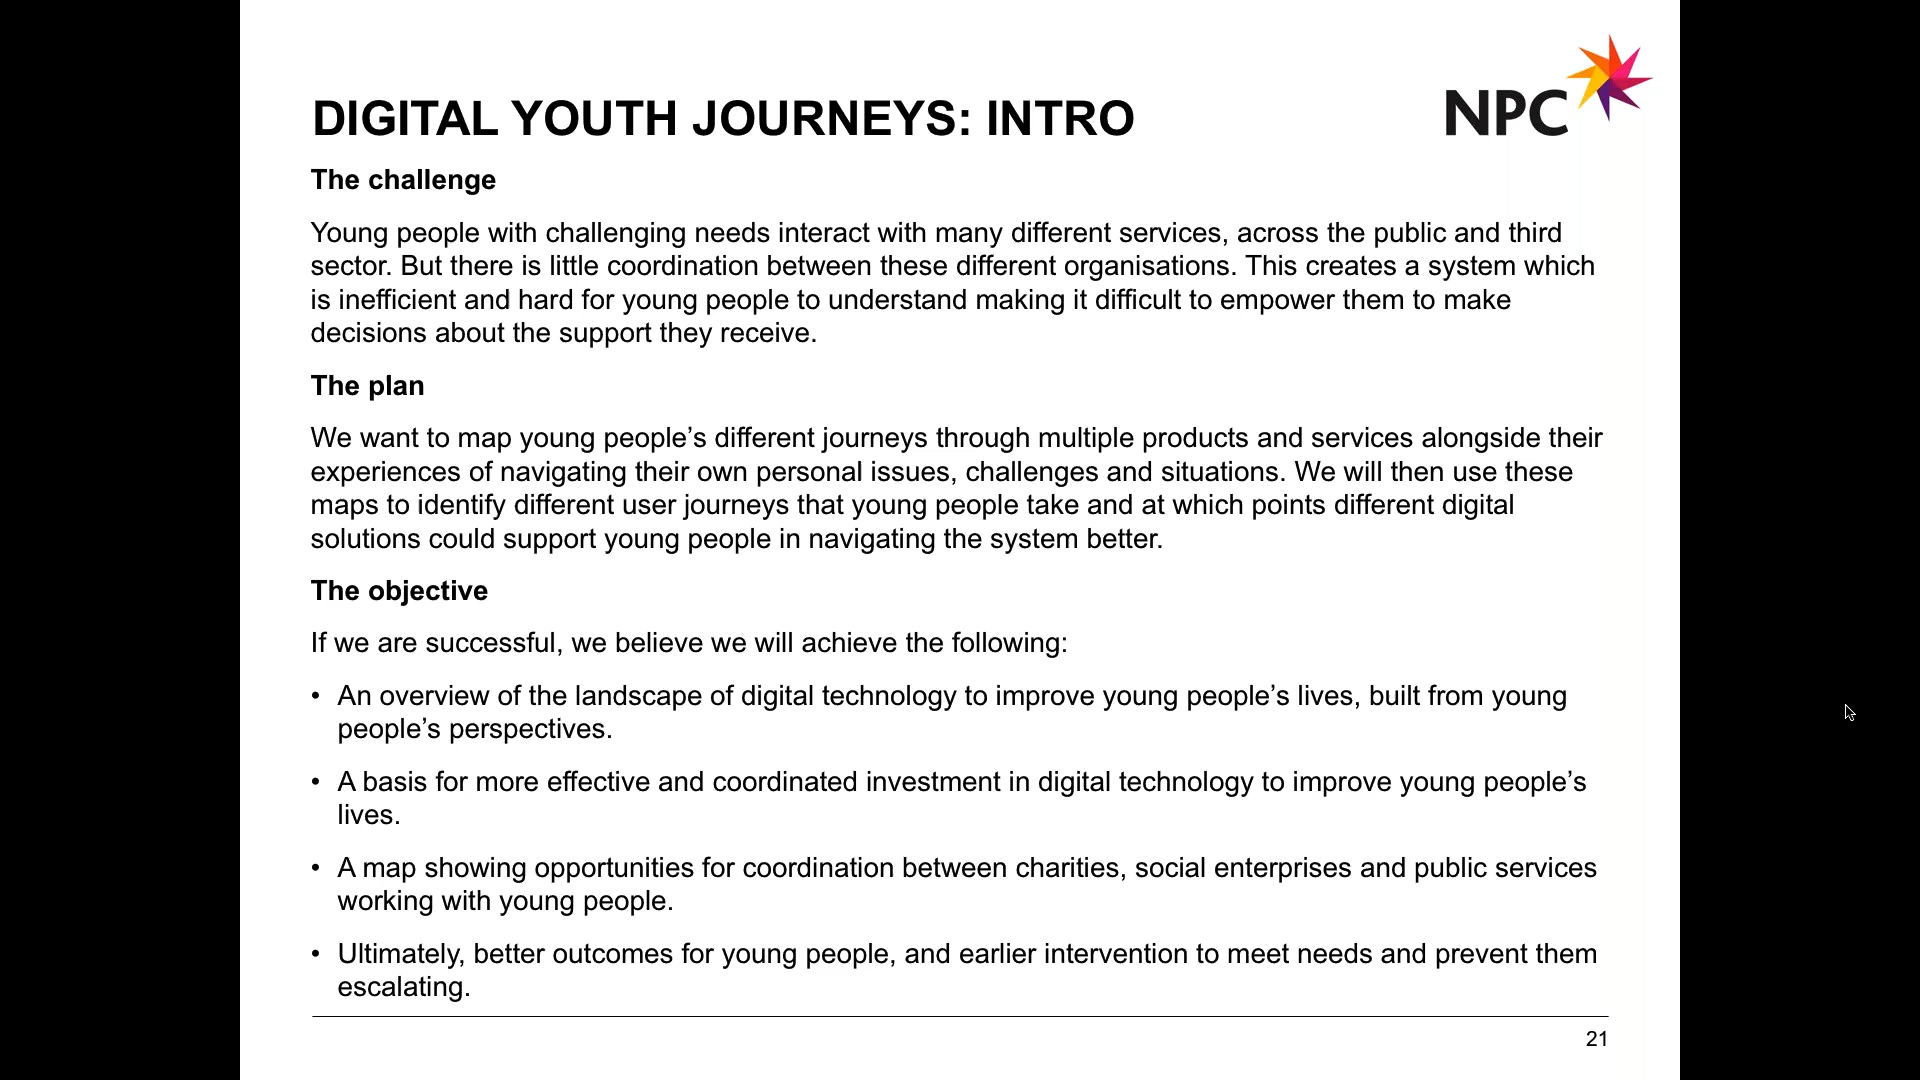 NPC
DIGITAL YOUTH JOURNEYS: INTRO
The challenge
Young people with challenging needs interact with many different services, across the public and third
sector. But there is little coordination between these different organisations. This creates a system which
is inefficient and hard for young people to understand making it difficult to empower them to make
decisions about the support they receive.
The plan
We want to map young people’s different journeys through multiple products and services alongside their
experiences of navigating their own personal issues, challenges and situations. We will then use these
maps to identify different user journeys that young people take and at which points different digital
solutions could support young people in navigating the system better.
The objective
If we are successful, we believe we will achieve the following:
• An overview of the landscape of digital technology to improve young people’s lives, built from young
people’s perspectives.
• A basis for more effective and coordinated investment in digital technology to improve young people’s
lives.
• A map showing opportunities for coordination between charities, social enterprises and public services
working with young people.
• Ultimately, better outcomes for young people, and earlier intervention to meet needs and prevent them
escalating.
21